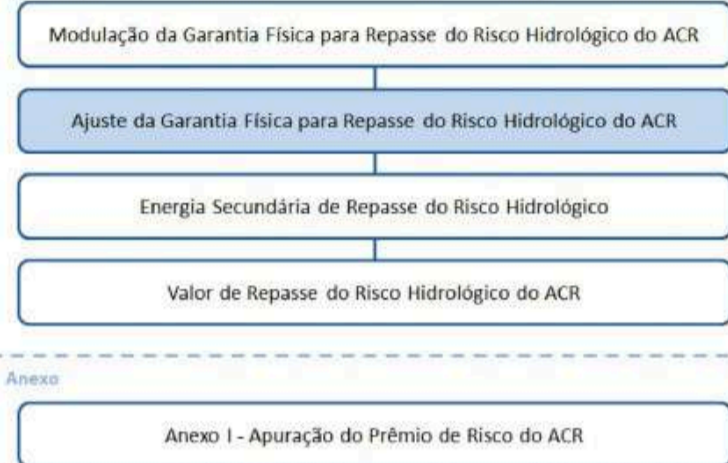 Modulação da Garantia Física para Repasse do Risco Hidrológico do ACR
Ajuste da Garantia Física para Repasse do Risco Hidrológico do ACR
Energia Secundária de Repasse do Risco Hidrológico
Valor de Repasse do Risco Hidrológico do ACR
Anexo
Anexo I - Apuração do Prêmio de Risco do ACR